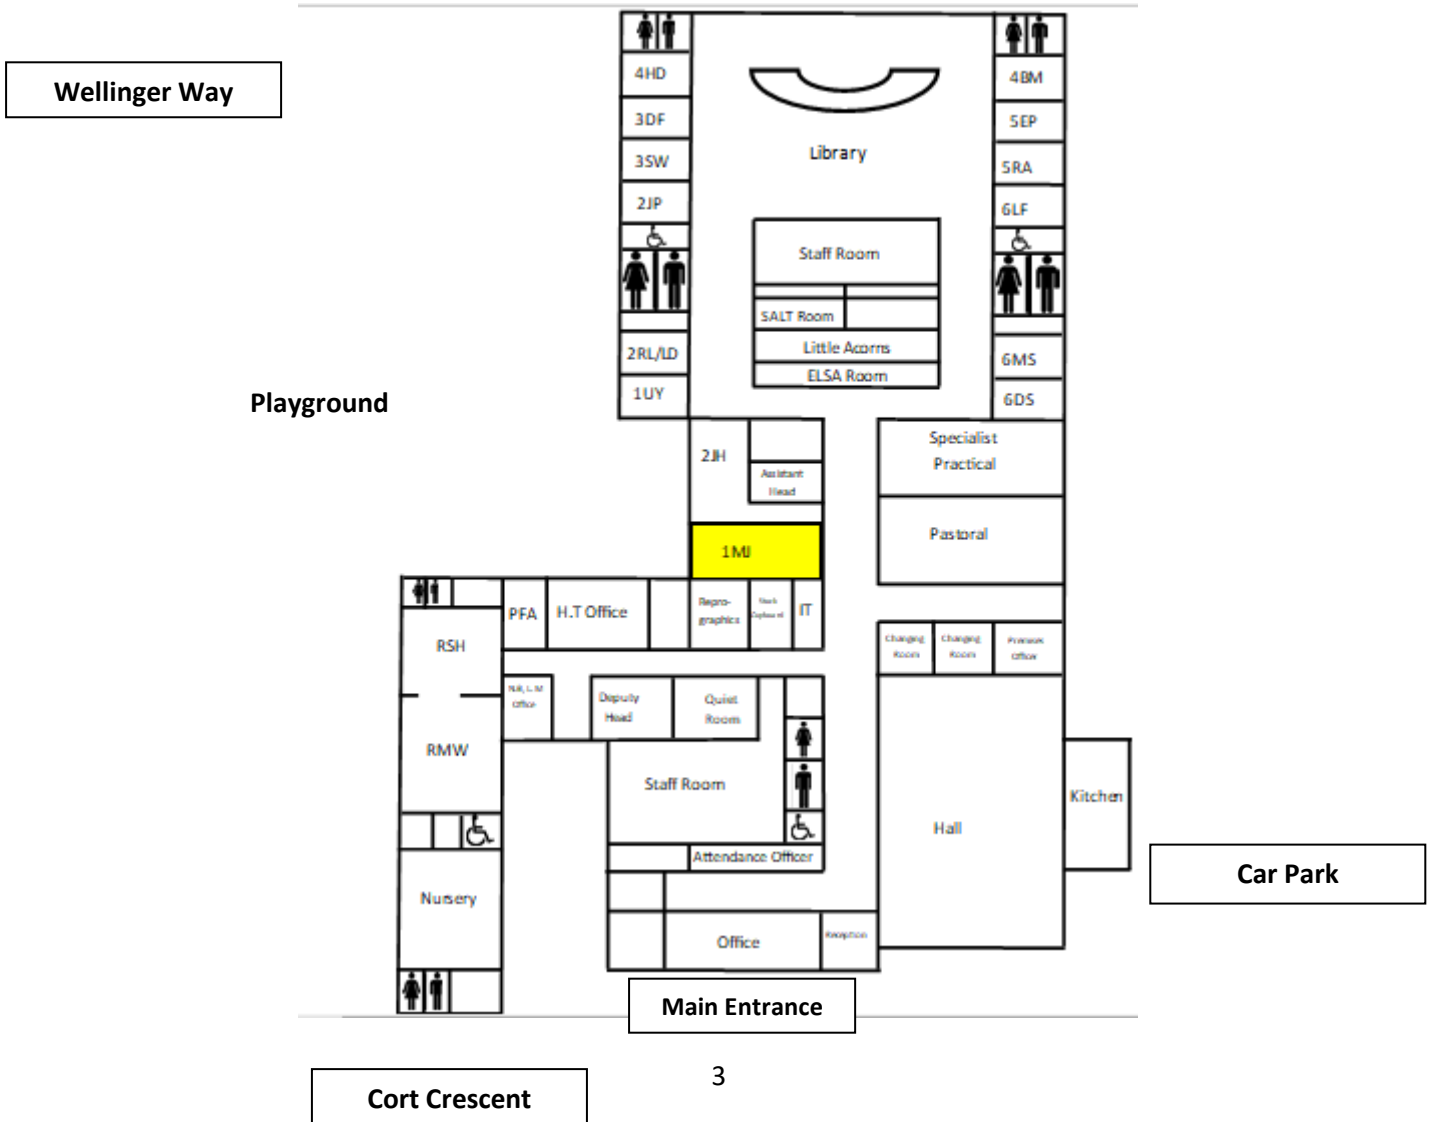 Wellinger Way
4HD
4BM
3DF
5EP
Library
3SW
5RA
2JP
6LF
Staff Room
SALT Room
Little Acorns
2RL/LD
6MS
ELSA Room
1UY
6DS
Playground
Specialist
Practical
2JH
Assistant
Head
Pastoral
1MJ
PFA
H.T Office
Repro-
graphics
IT
RSH
Changing
Room
Changing
Room
Premises
Officer
Office
Deputy
Head
Quiet
Room
RMW
Staff Room
Kitchen
Hall
Attendance Officer
Car Park
Nursery
Office
Reception
Main Entrance
3
Cort Crescent